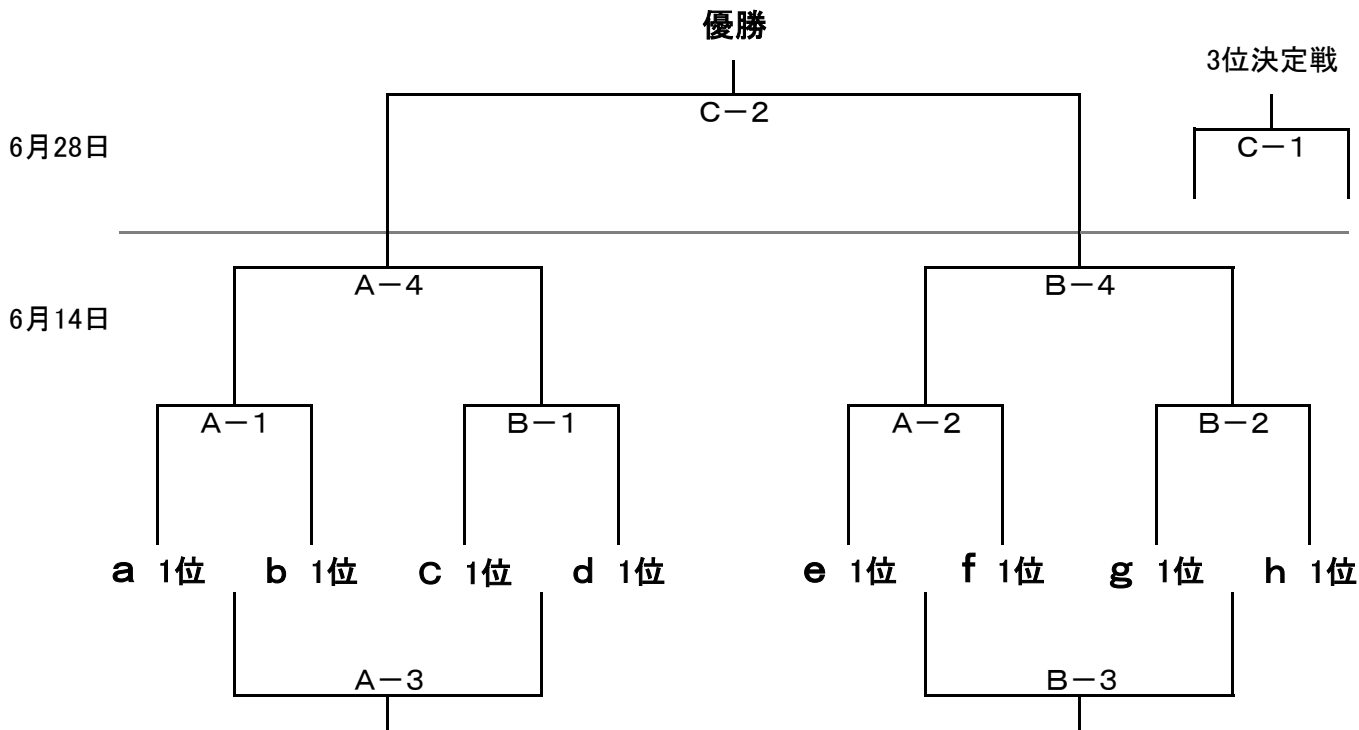 優勝
3位決定戦
C－2
6月28日
C－1
A－4
B－4
6月14日
A－1
B－1
A－2
B－2
a 1位
b 1位
c 1位
d 1位
e 1位
f 1位
g 1位
h 1位
A－3
B－3